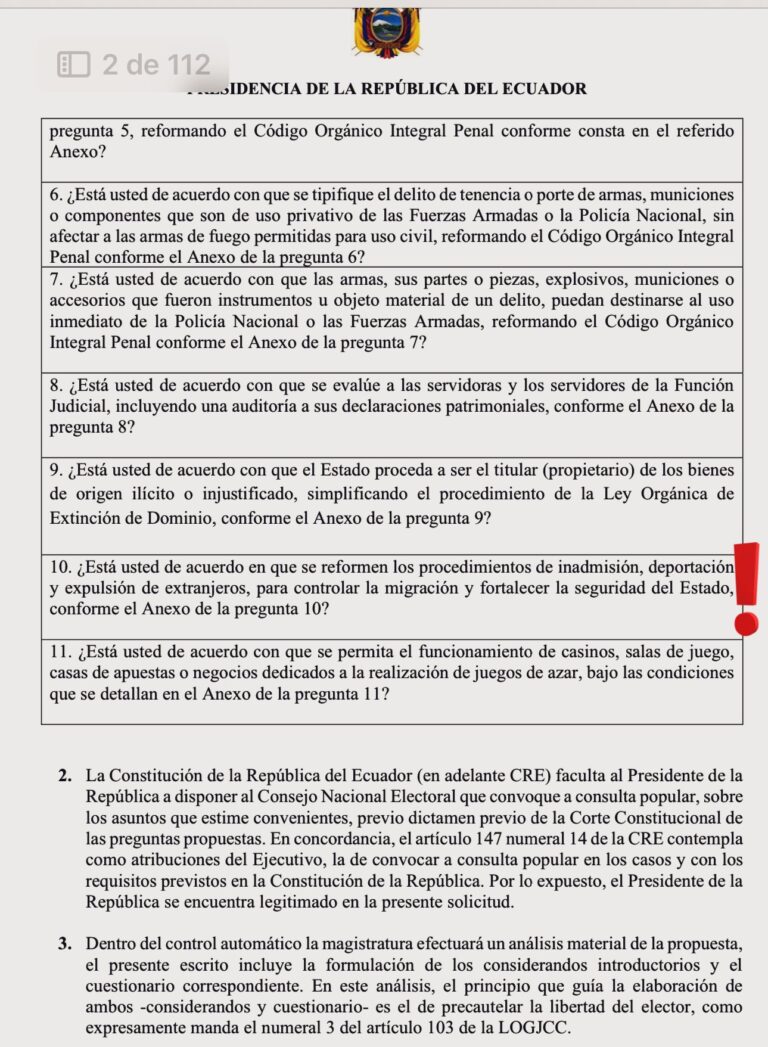 2 de 112
PRESIDENCIA DE LA REPÚBLICA DEL ECUADOR
pregunta 5, reformando el Código Orgánico Integral Penal conforme consta en el referido
Anexo?
6. ¿Está usted de acuerdo con que se tipifique el delito de tenencia o porte de armas, municiones
o componentes que son de uso privativo de las Fuerzas Armadas o la Policía Nacional, sin
afectar a las armas de fuego permitidas para uso civil, reformando el Código Orgánico Integral
Penal conforme el Anexo de la pregunta 6?
7. ¿Está usted de acuerdo con que las armas, sus partes o piezas, explosivos, municiones o
accesorios que fueron instrumentos u objeto material de un delito, puedan destinarse al uso
inmediato de la Policía Nacional o las Fuerzas Armadas, reformando el Código Orgánico
Integral Penal conforme el Anexo de la pregunta 7?
8. ¿Está usted de acuerdo con que se evalúe a las servidoras y los servidores de la Función
Judicial, incluyendo una auditoría a sus declaraciones patrimoniales, conforme el Anexo de la
pregunta 8?
9. ¿Está usted de acuerdo con que el Estado proceda a ser el titular (propietario) de los bienes
de origen ilícito o injustificado, simplificando el procedimiento de la Ley Orgánica de
Extinción de Dominio, conforme el Anexo de la pregunta 9?
10. ¿Está usted de acuerdo en que se reformen los procedimientos de inadmisión, deportación
y expulsión de extranjeros, para controlar la migración y fortalecer la seguridad del Estado,
conforme el Anexo de la pregunta 10?
11. ¿Está usted de acuerdo con que se permita el funcionamiento de casinos, salas de juego,
casas de apuestas o negocios dedicados a la realización de juegos de azar, bajo las condiciones
que se detallan en el Anexo de la pregunta 11?
2. La Constitución de la República del Ecuador (en adelante CRE) faculta al Presidente de la
República a disponer al Consejo Nacional Electoral que convoque a consulta popular, sobre
los asuntos que estime convenientes, previo dictamen previo de la Corte Constitucional de
las preguntas propuestas. En concordancia, el artículo 147 numeral 14 de la CRE contempla
como atribuciones del Ejecutivo, la de convocar a consulta popular en los casos y con los
requisitos previstos en la Constitución de la República. Por lo expuesto, el Presidente de la
República se encuentra legitimado en la presente solicitud.
3. Dentro del control automático la magistratura efectuará un análisis material de la propuesta,
el presente escrito incluye la formulación de los considerandos introductorios y el
cuestionario correspondiente. En este análisis, el principio que guía la elaboración de
ambos -considerandos y cuestionario- es el de precautelar la libertad del elector, como
expresamente manda el numeral 3 del artículo 103 de la LOGJCC.